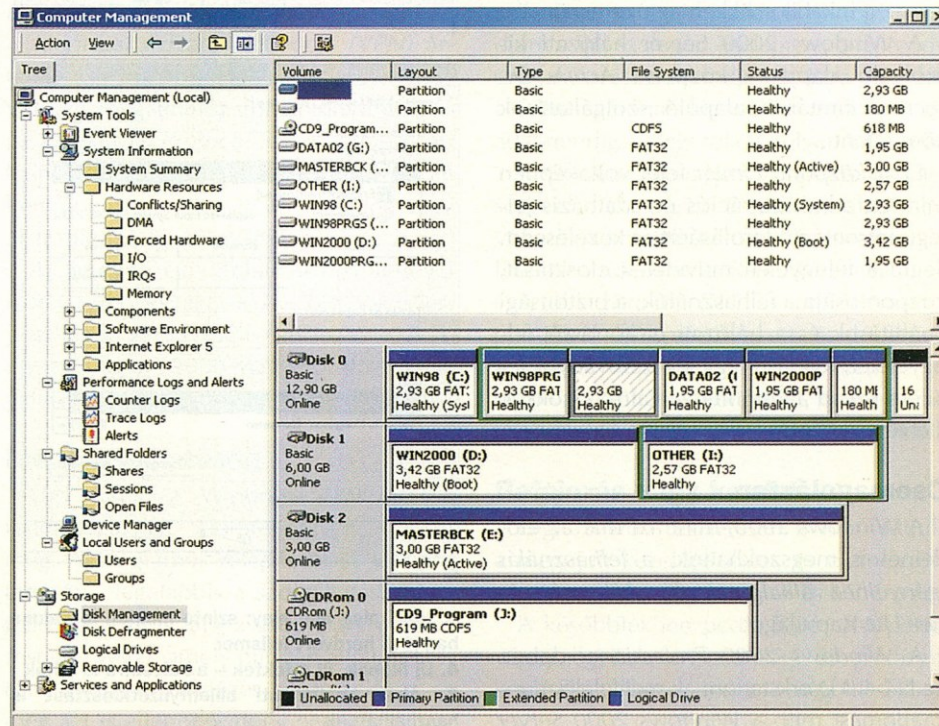 Computer Management
Action View
Tree
Computer Management (Local)
System Tools
Event Viewer
System Information
System Summary
Hardware Resources
Conflicts/Sharing
DMA
Forced Hardware
I/O
IRQs
Memory
Components
Software Environment
Internet Explorer 5
Applications
Performance Logs and Alerts
Counter Logs
Trace Logs
Alerts
Shared Folders
Shares
Sessions
Open Files
Device Manager
Local Users and Groups
Users
Groups
Storage
Disk Management
Disk Defragmenter
Logical Drives
Removable Storage
Services and Applications
Volume Layout Type File System Status Capacity
Partition Basic Healthy 2,93 GB
Partition Basic Healthy 180 MB
CD9_Program... Partition Basic CDFS Healthy 618 MB
DATA02 (G:) Partition Basic FAT32 Healthy 1,95 GB
MASTERBCK (... Partition Basic FAT32 Healthy (Active) 3,00 GB
OTHER (I:) Partition Basic FAT32 Healthy 2,57 GB
WIN98 (C:) Partition Basic FAT32 Healthy (System) 2,93 GB
WIN98PRGS (... Partition Basic FAT32 Healthy 2,93 GB
WIN2000 (D:) Partition Basic FAT32 Healthy (Boot) 3,42 GB
WIN2000PRG... Partition Basic FAT32 Healthy 1,95 GB
Disk 0
Basic
12,90 GB
Online
WIN98 (C:)
2,93 GB FAT:
Healthy (Sys
WIN98PRG
2,93 GB FAT
Healthy
2,93 GB
Healthy
DATA02 (
1,95 GB FAT
Healthy
WIN2000P
1,95 GB FAT
Healthy
180 M
Health
16
Una
Disk 1
Basic
6,00 GB
Online
WIN2000 (D:)
3,42 GB FAT32
Healthy (Boot)
OTHER (I:)
2,57 GB FAT32
Healthy
Disk 2
Basic
3,00 GB
Online
MASTERBCK (E:)
3,00 GB FAT32
Healthy (Active)
CDRom 0
CDRom (J:)
619 MB
Online
CD9_Program (J:)
619 MB CDFS
Healthy
CDRom 1
Unallocated Primary Partition Extended Partition Logical Drive